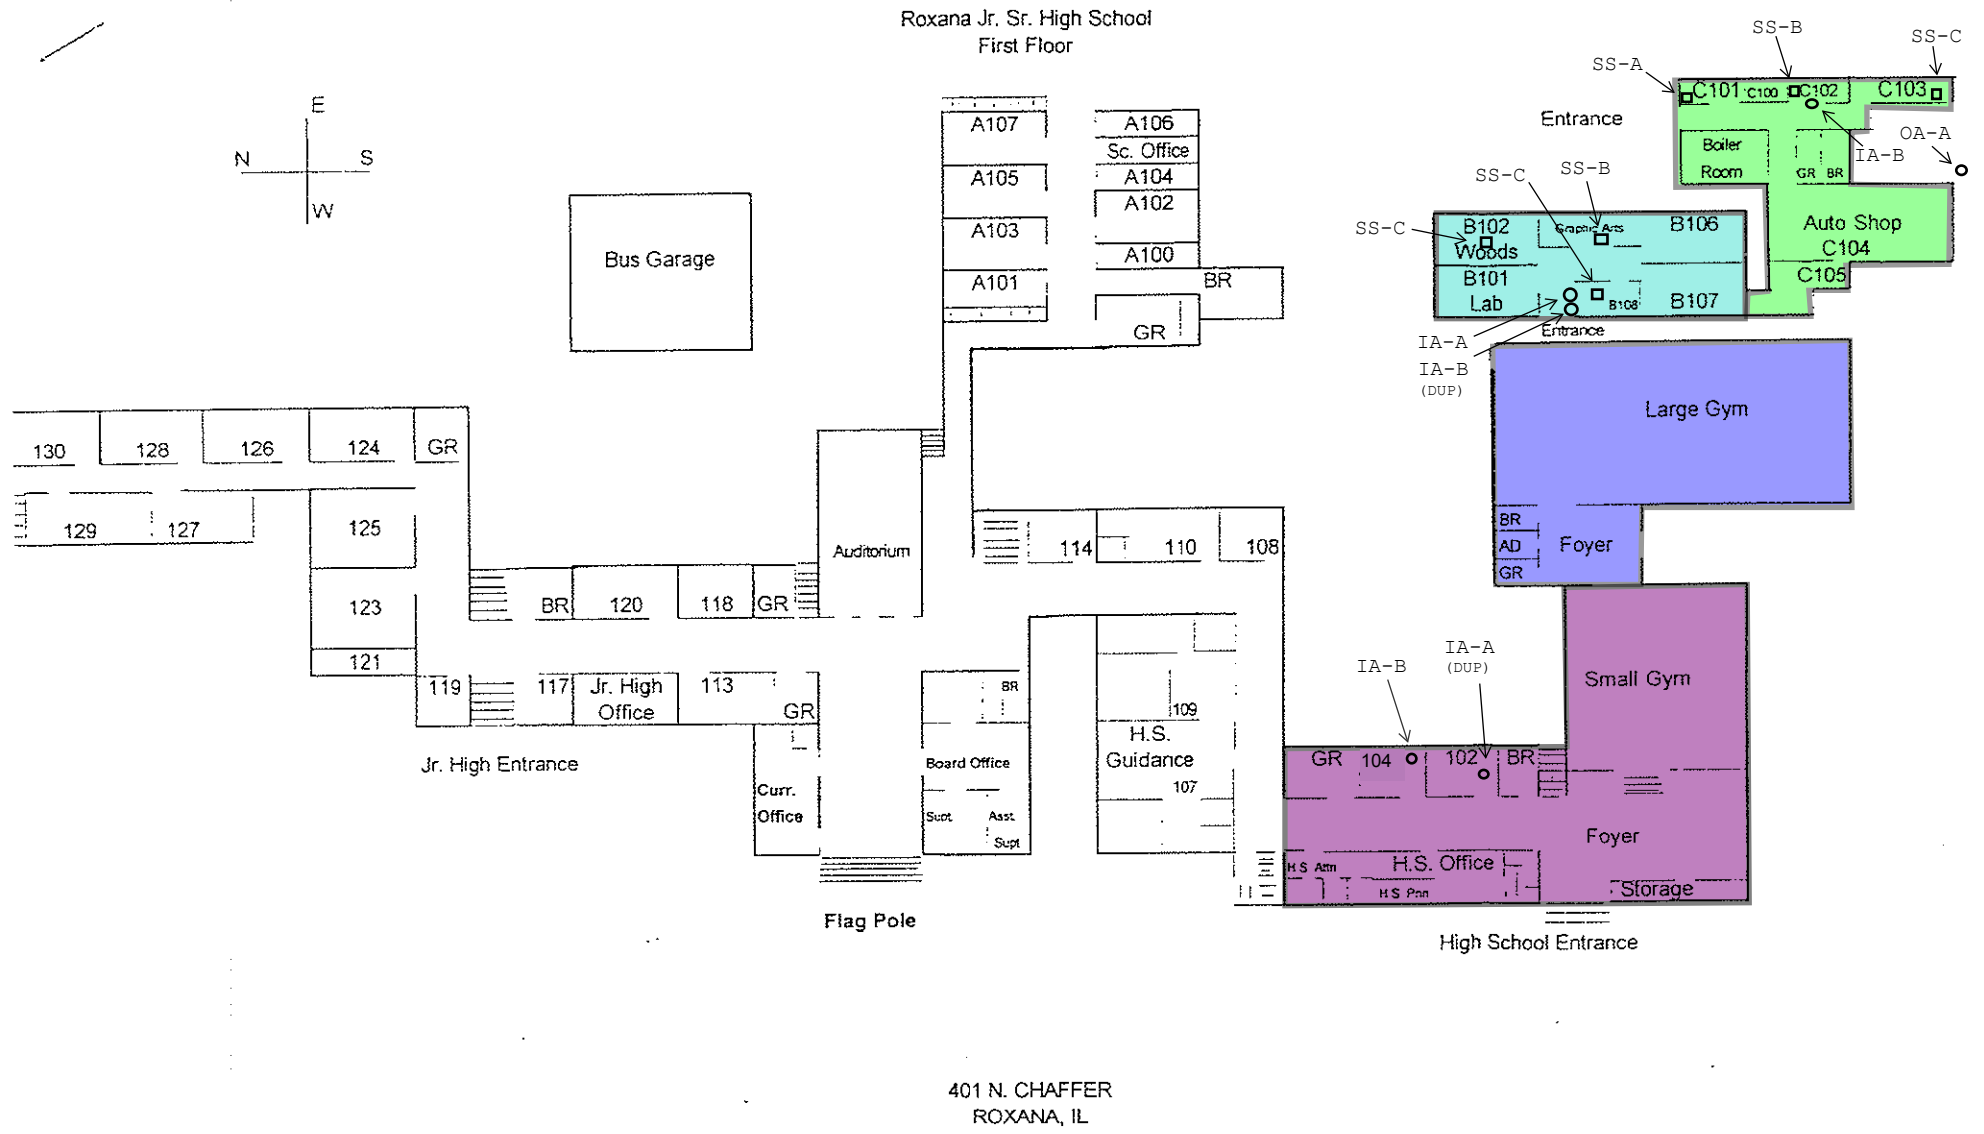 Roxana Jr. Sr. High School
First Floor
SS-B
SS-C
SS-A
C101
C100
C102
C103
Entrance
OA-A
IA-B
Boiler
Room
GR
BR
E
N
S
W
A107
A106
Sc. Office
A105
A104
A102
A103
A100
A101
BR
GR
Bus Garage
SS-C
SS-B
SS-C
B102
Woods
Graphic Arts
B106
B101
Lab
B108
B107
Auto Shop
C104
C105
Entrance
IA-A
IA-B
(DUP)
Large Gym
BR
AD
GR
Foyer
130
128
126
124
GR
129
127
125
123
121
119
BR
120
118
GR
Auditorium
114
110
108
117
Jr. High
Office
113
GR
BR
109
H.S.
Guidance
107
Jr. High Entrance
Curr.
Office
Board Office
Supt.
Asst.
Supt
Flag Pole
IA-B
IA-A
(DUP)
Small Gym
GR
104
102
BR
Foyer
H.S. Attn
H.S. Office
H.S. Prin
Storage
High School Entrance
401 N. CHAFFER
ROXANA, IL